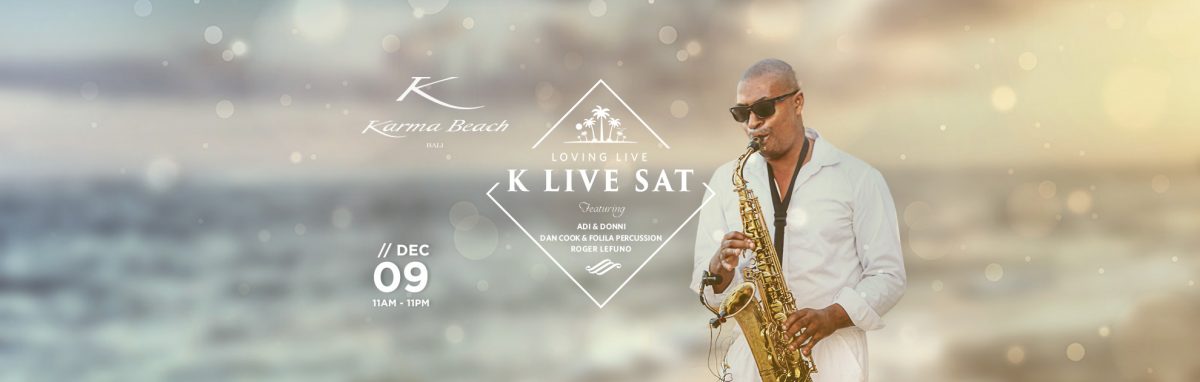 K
Karma Beach
BALI
LOVING LIVE
K LIVE SAT
Featuring
ADI & DONNI
DAN COOK & FOLILA PERCUSSION
ROGER LEFUNO
// DEC
09
11AM - 11PM